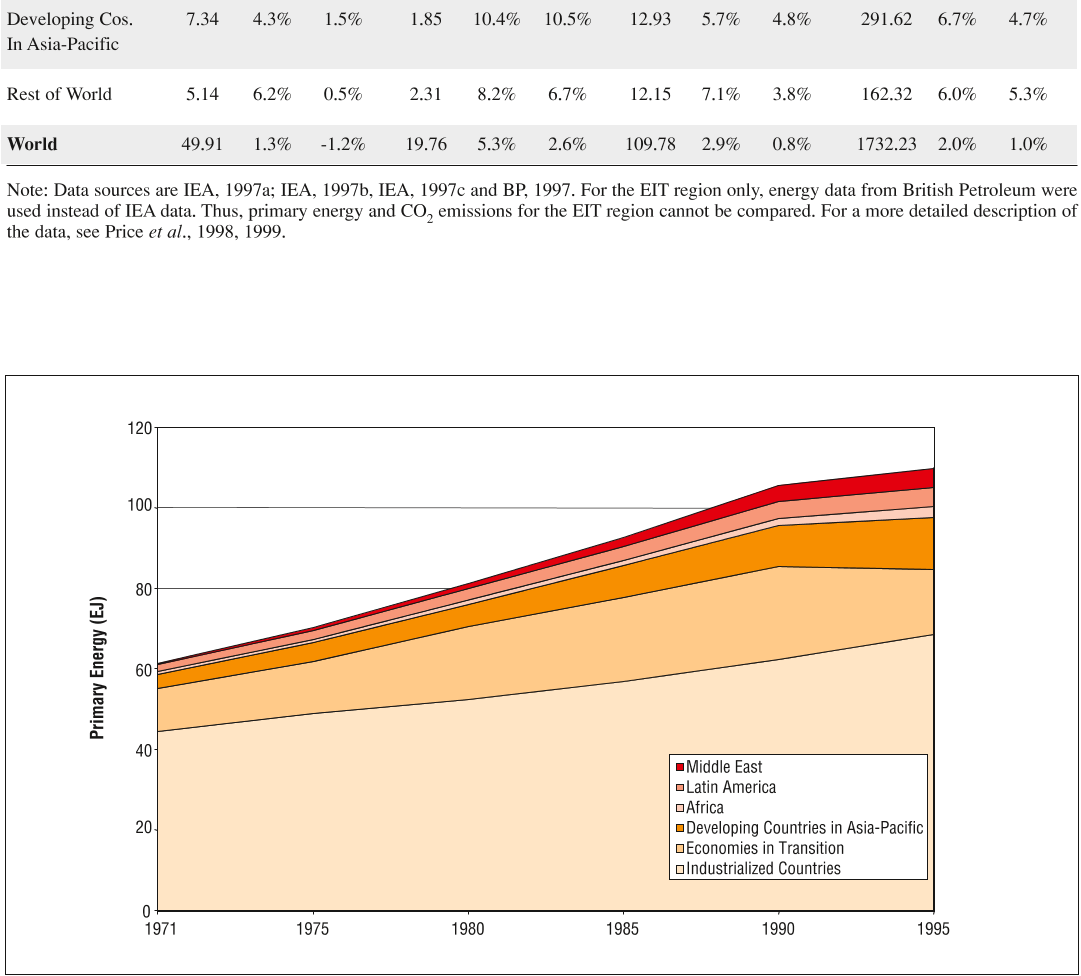 Developing Cos. 7.34 4.3% 1.5% 1.85 10.4% 10.5% 12.93 5.7% 4.8% 291.62 6.7% 4.7%
In Asia-Pacific
Rest of World 5.14 6.2% 0.5% 2.31 8.2% 6.7% 12.15 7.1% 3.8% 162.32 6.0% 5.3%
World 49.91 1.3% -1.2% 19.76 5.3% 2.6% 109.78 2.9% 0.8% 1732.23 2.0% 1.0%
Note: Data sources are IEA, 1997a; IEA, 1997b, IEA, 1997c and BP, 1997. For the EIT region only, energy data from British Petroleum were
used instead of IEA data. Thus, primary energy and CO2 emissions for the EIT region cannot be compared. For a more detailed description of
the data, see Price et al., 1998, 1999.
120
100
80
60
40
20
0
Primary Energy (EJ)
Middle East
Latin America
Africa
Developing Countries in Asia-Pacific
Economies in Transition
Industrialized Countries
1971 1975 1980 1985 1990 1995